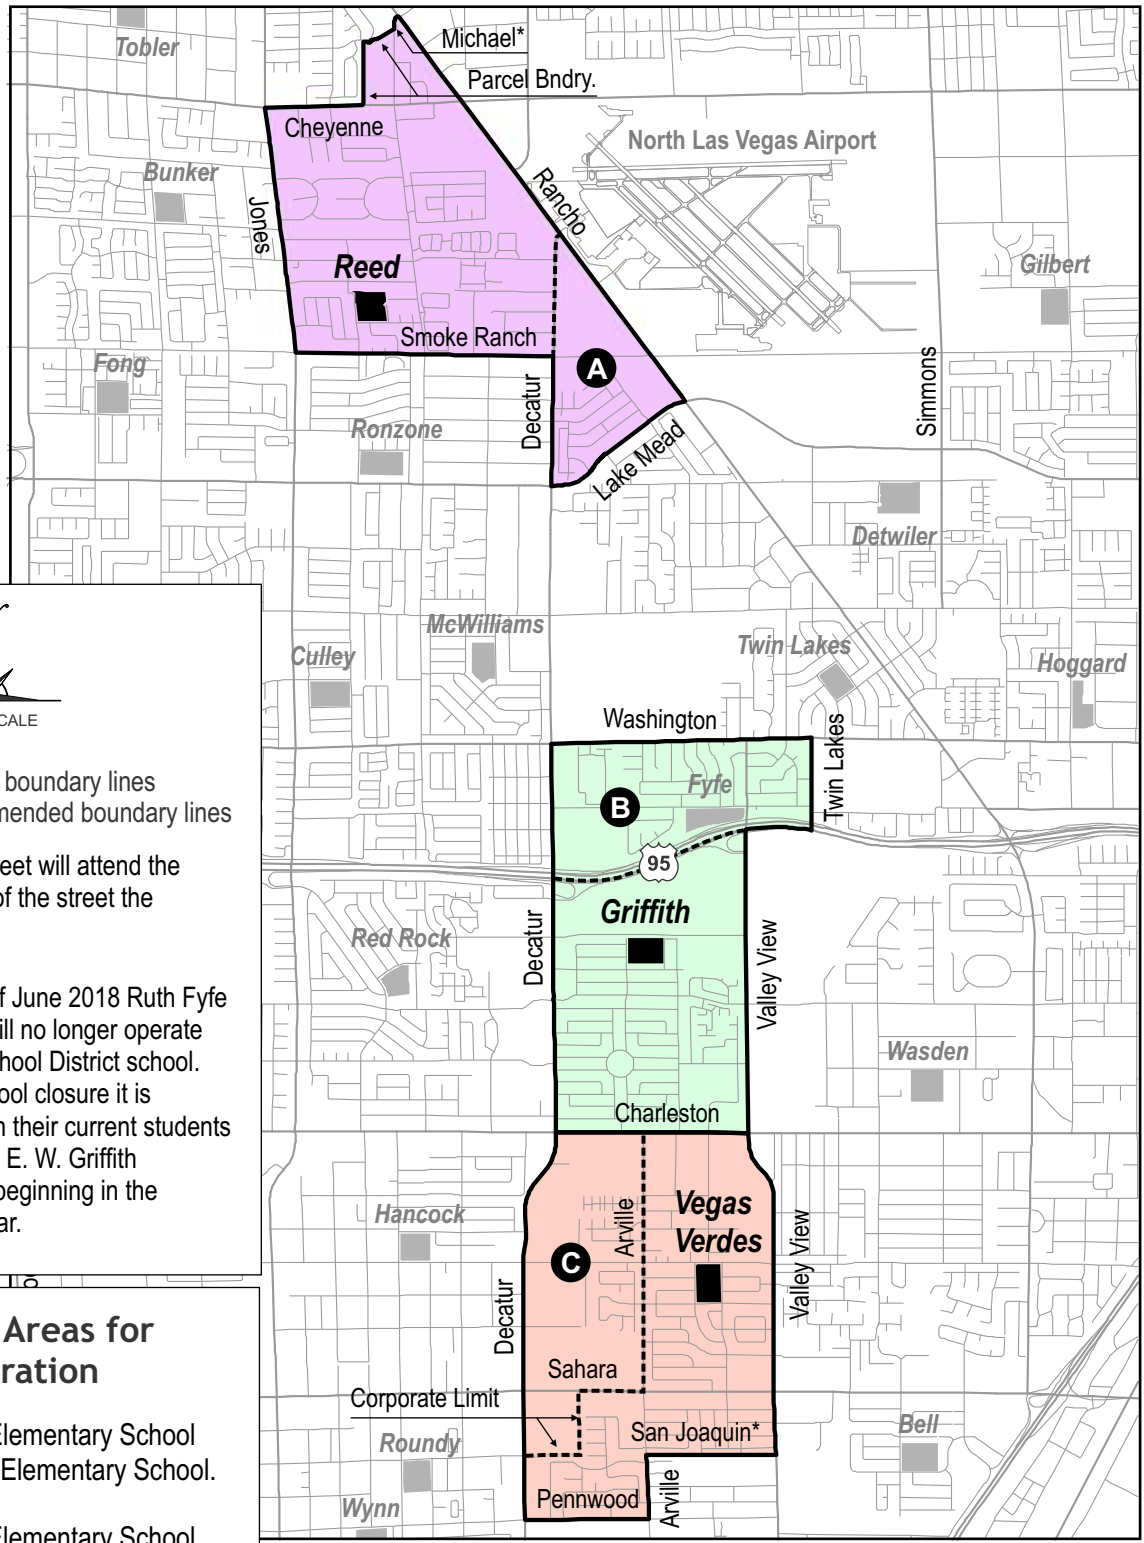 Tobler
Michael*
Parcel Bndry.
Cheyenne
North Las Vegas Airport
Bunker
Rancho
Jones
Reed
Gilbert
Smoke Ranch
Fong
A
Decatur
Simmons
Ronzone
Lake Mead
Detwiler
McWilliams
Culley
Twin Lakes
Hoggard
CALE
Washington
Twin Lakes
boundary lines
mended boundary lines
Fyfe
B
eet will attend the
of the street the
95
Griffith
Red Rock
Decatur
Valley View
f June 2018 Ruth Fyfe
ill no longer operate
hool District school.
ool closure it is
n their current students
E. W. Griffith
beginning in the
ar.
Wasden
Charleston
Vegas
Verdes
Arville
Hancock
C
Valley View
Decatur
Areas for
ration
Sahara
Corporate Limit
Elementary School
Elementary School.
Roundy
San Joaquin*
Bell
Pennwood
Arville
Wynn
Elementary School